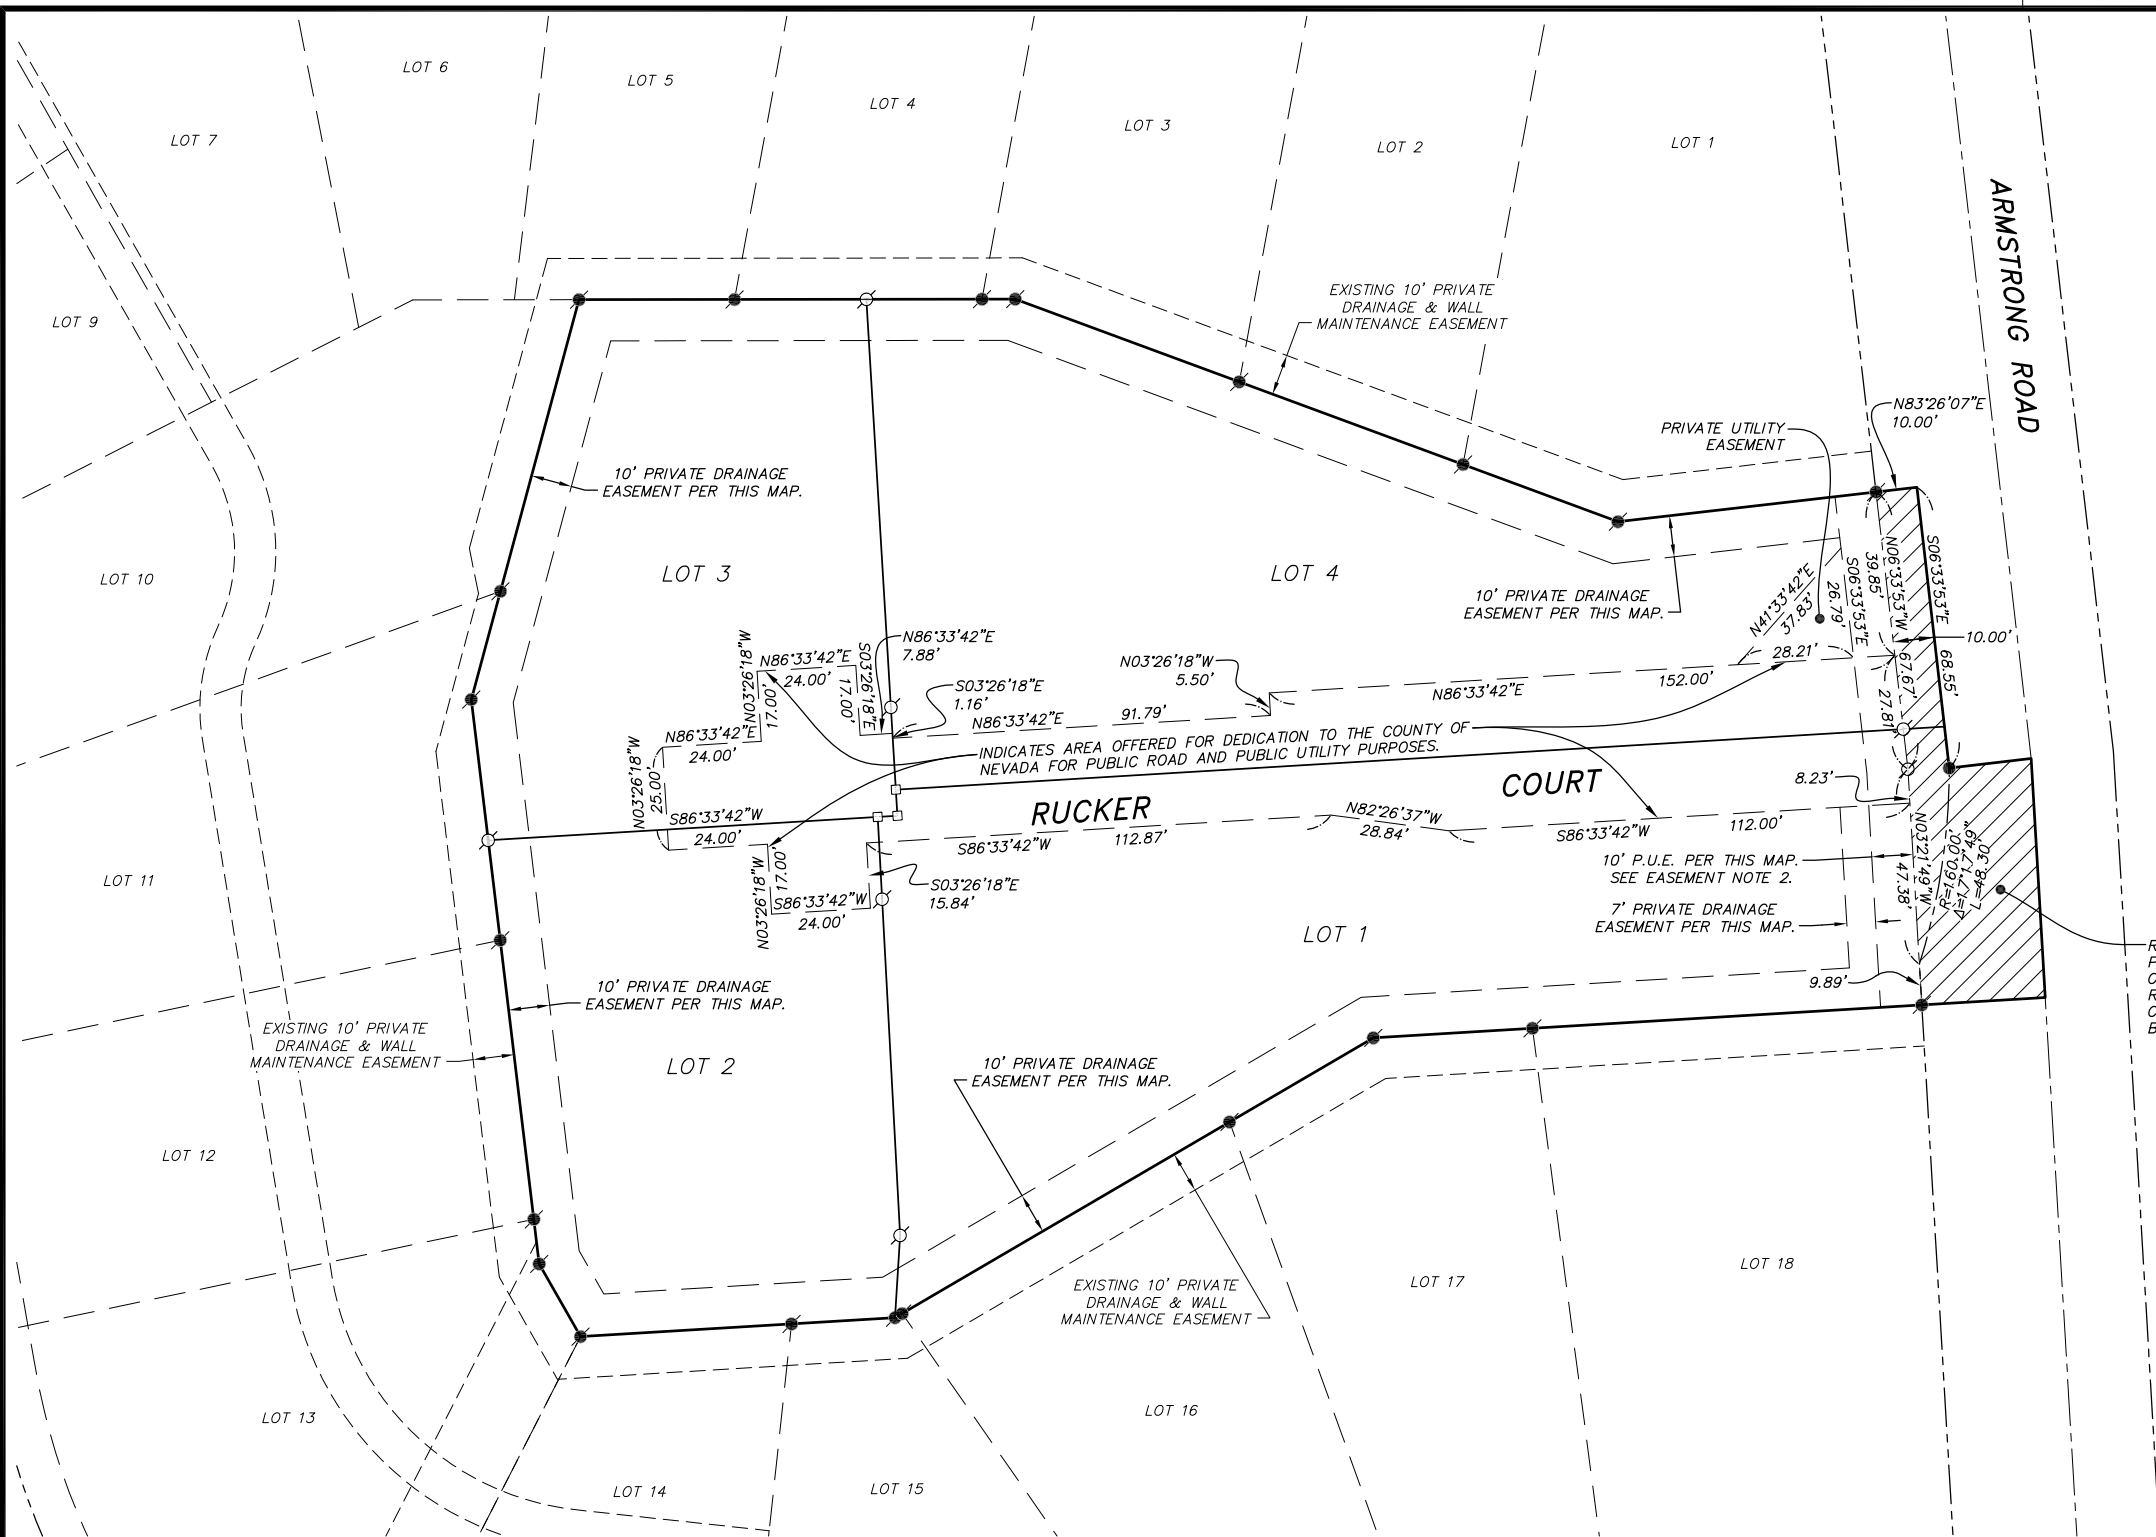 LOT 6
LOT 5
LOT 4
LOT 3
LOT 2
LOT 1
LOT 7
ARMSTRONG ROAD
LOT 9
EXISTING 10' PRIVATE
DRAINAGE & WALL
MAINTENANCE EASEMENT
N83°26'07"E
10.00'
PRIVATE UTILITY
EASEMENT
10' PRIVATE DRAINAGE
EASEMENT PER THIS MAP.
LOT 10
LOT 3
LOT 4
10' PRIVATE DRAINAGE
EASEMENT PER THIS MAP.
N41°33'42"E
37.83'
S06°33'53"E
26.79'
N06°33'53"W
39.85'
67.67'
27.81'
S06°33'53"E
68.55'
10.00'
N86°33'42"E
7.88'
N03°26'18"W
17.00'
N86°33'42"E
24.00'
S03°26'18"E
17.00'
S03°26'18"E
1.16'
N03°26'18"W
5.50'
28.21'
N86°33'42"E
152.00'
N86°33'42"E
91.79'
N86°33'42"E
24.00'
N03°26'18"W
25.00'
INDICATES AREA OFFERED FOR DEDICATION TO THE COUNTY OF
NEVADA FOR PUBLIC ROAD AND PUBLIC UTILITY PURPOSES.
RUCKER COURT
8.23'
S86°33'42"W
24.00'
N82°26'37"W
28.84'
S86°33'42"W
112.87'
S86°33'42"W
112.00'
N03°26'18"W
17.00'
S86°33'42"W
24.00'
S03°26'18"E
15.84'
10' P.U.E. PER THIS MAP.
SEE EASEMENT NOTE 2.
N03°21'49"W
47.38'
R=160.00'
Δ=17°17'49"
L=48.30'
LOT 11
7' PRIVATE DRAINAGE
EASEMENT PER THIS MAP.
LOT 1
9.89'
R
P
O
R
O
B
10' PRIVATE DRAINAGE
EASEMENT PER THIS MAP.
EXISTING 10' PRIVATE
DRAINAGE & WALL
MAINTENANCE EASEMENT
LOT 2
10' PRIVATE DRAINAGE
EASEMENT PER THIS MAP.
LOT 12
EXISTING 10' PRIVATE
DRAINAGE & WALL
MAINTENANCE EASEMENT
LOT 17
LOT 18
LOT 13
LOT 16
LOT 14
LOT 15